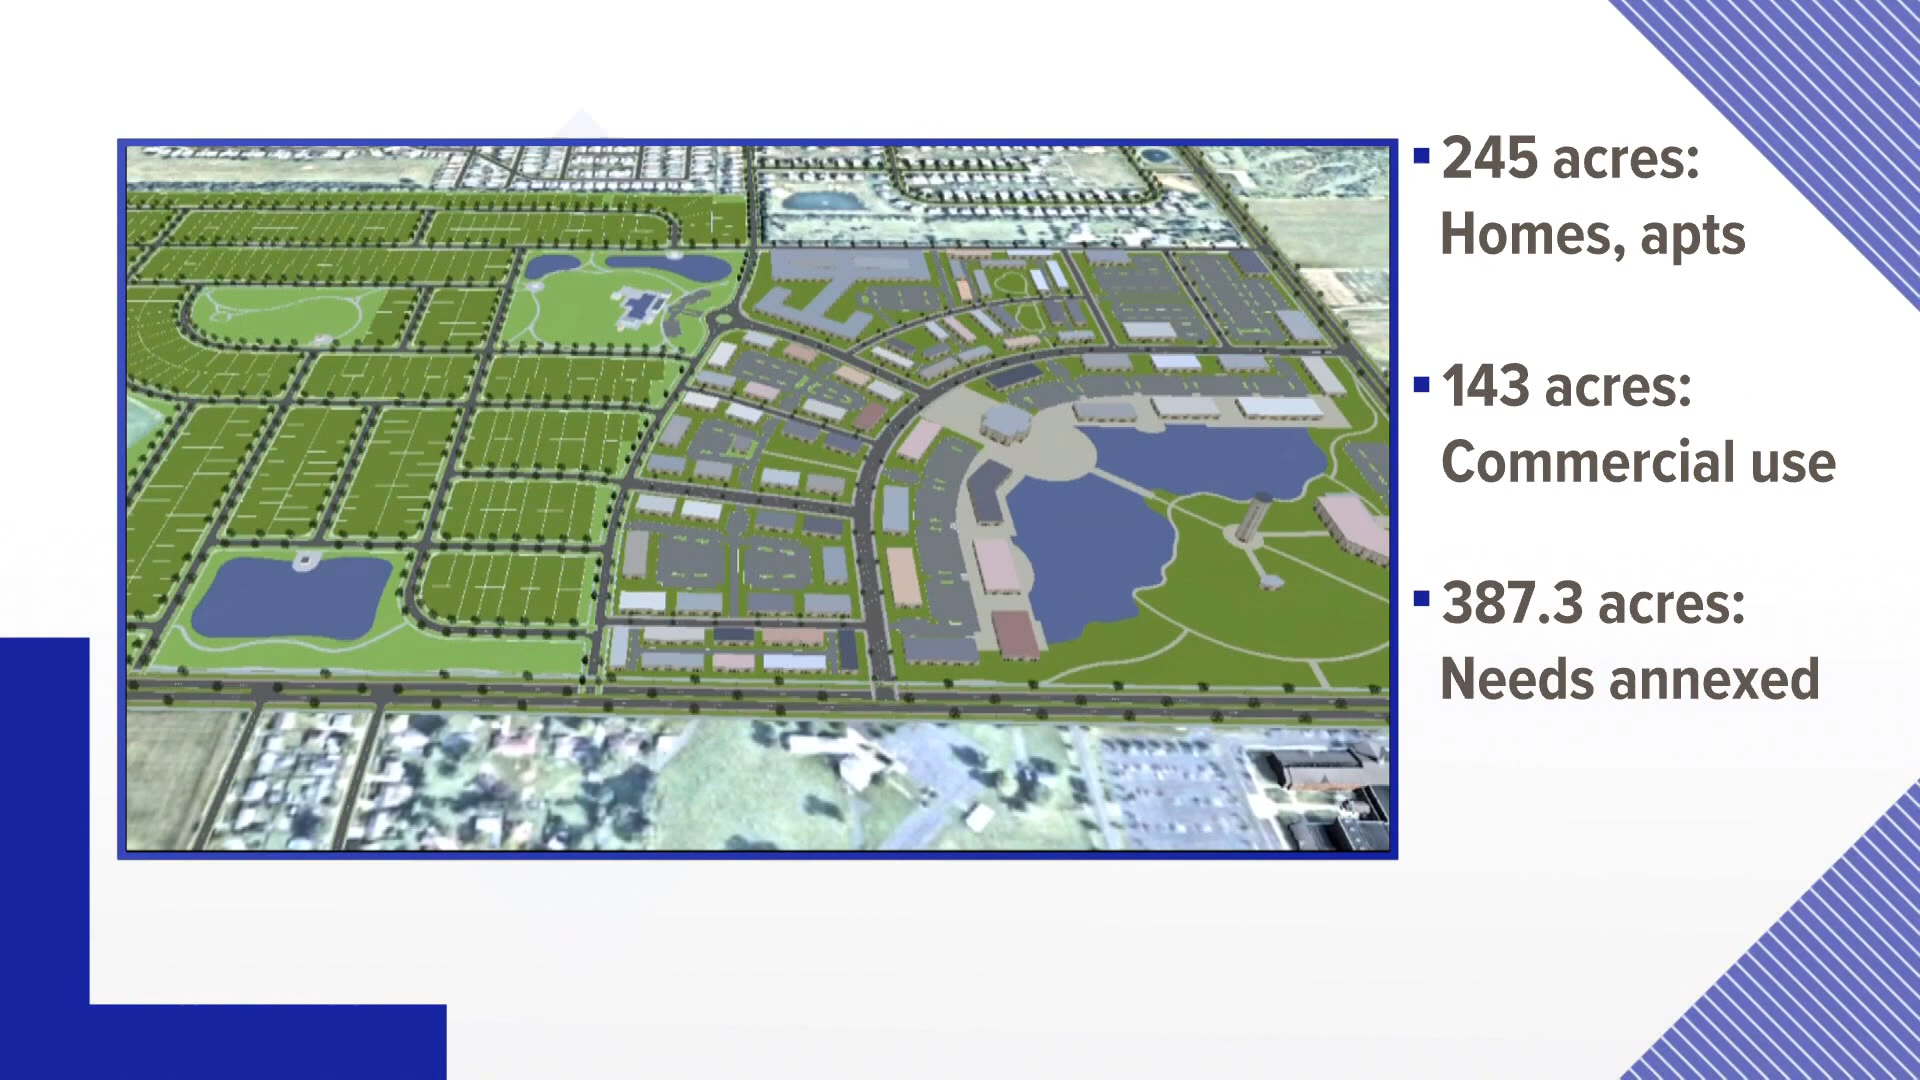 245 acres:
Homes, apts
143 acres:
Commercial use
387.3 acres:
Needs annexed